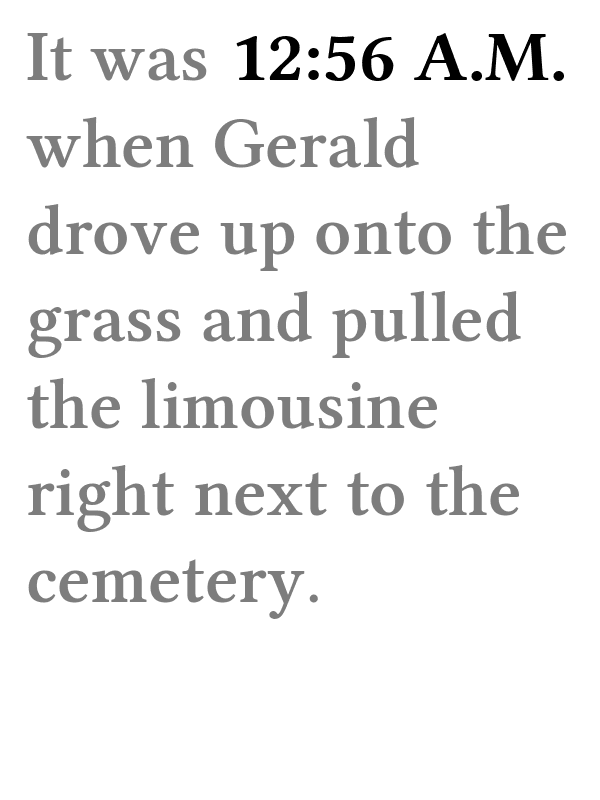 It was 12:56 A.M.
when Gerald
drove up onto the
grass and pulled
the limousine
right next to the
cemetery.